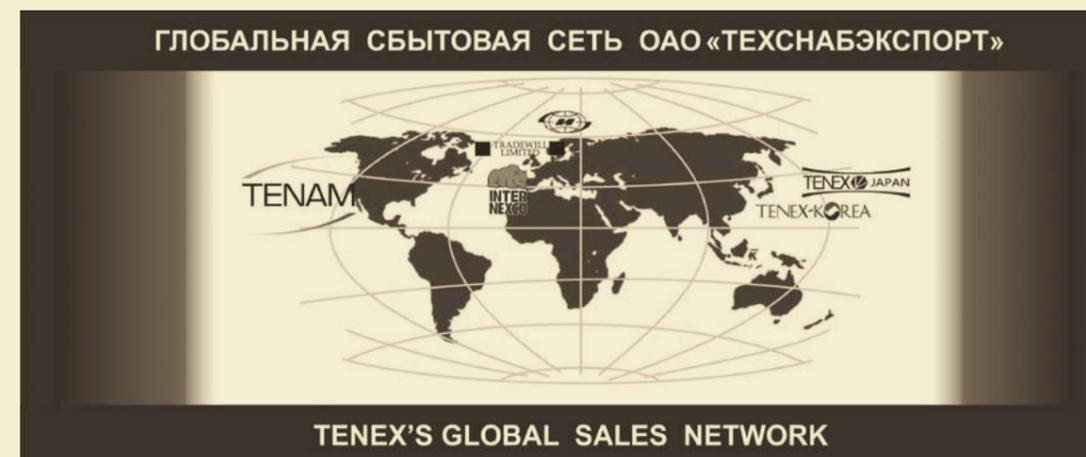 ГЛОБАЛЬНАЯ СБЫТОВАЯ СЕТЬ ОАО «ТЕХСНАБЭКСПОРТ»
TRADEWILL
LIMITED
TENAM
INTER
NEXCO
TENEX JAPAN
TENEX-KOREA
TENEX'S GLOBAL SALES NETWORK